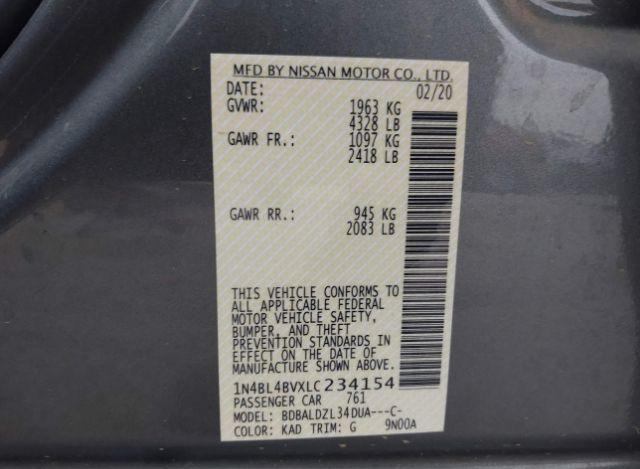 MFD BY NISSAN MOTOR CO., LTD.
DATE: 02/20
GVWR: 1963 KG
4328 LB
GAWR FR.: 1097 KG
2418 LB
GAWR RR.: 945 KG
2083 LB
THIS VEHICLE CONFORMS TO
ALL APPLICABLE FEDERAL
MOTOR VEHICLE SAFETY,
BUMPER, AND THEFT
PREVENTION STANDARDS IN
EFFECT ON THE DATE OF
MANUFACTURE SHOWN ABOVE.
1N4BL4BVXLC234154
PASSENGER CAR 761
MODEL: BDBALDZL34DUA---C-
COLOR: KAD TRIM: G 9N00A